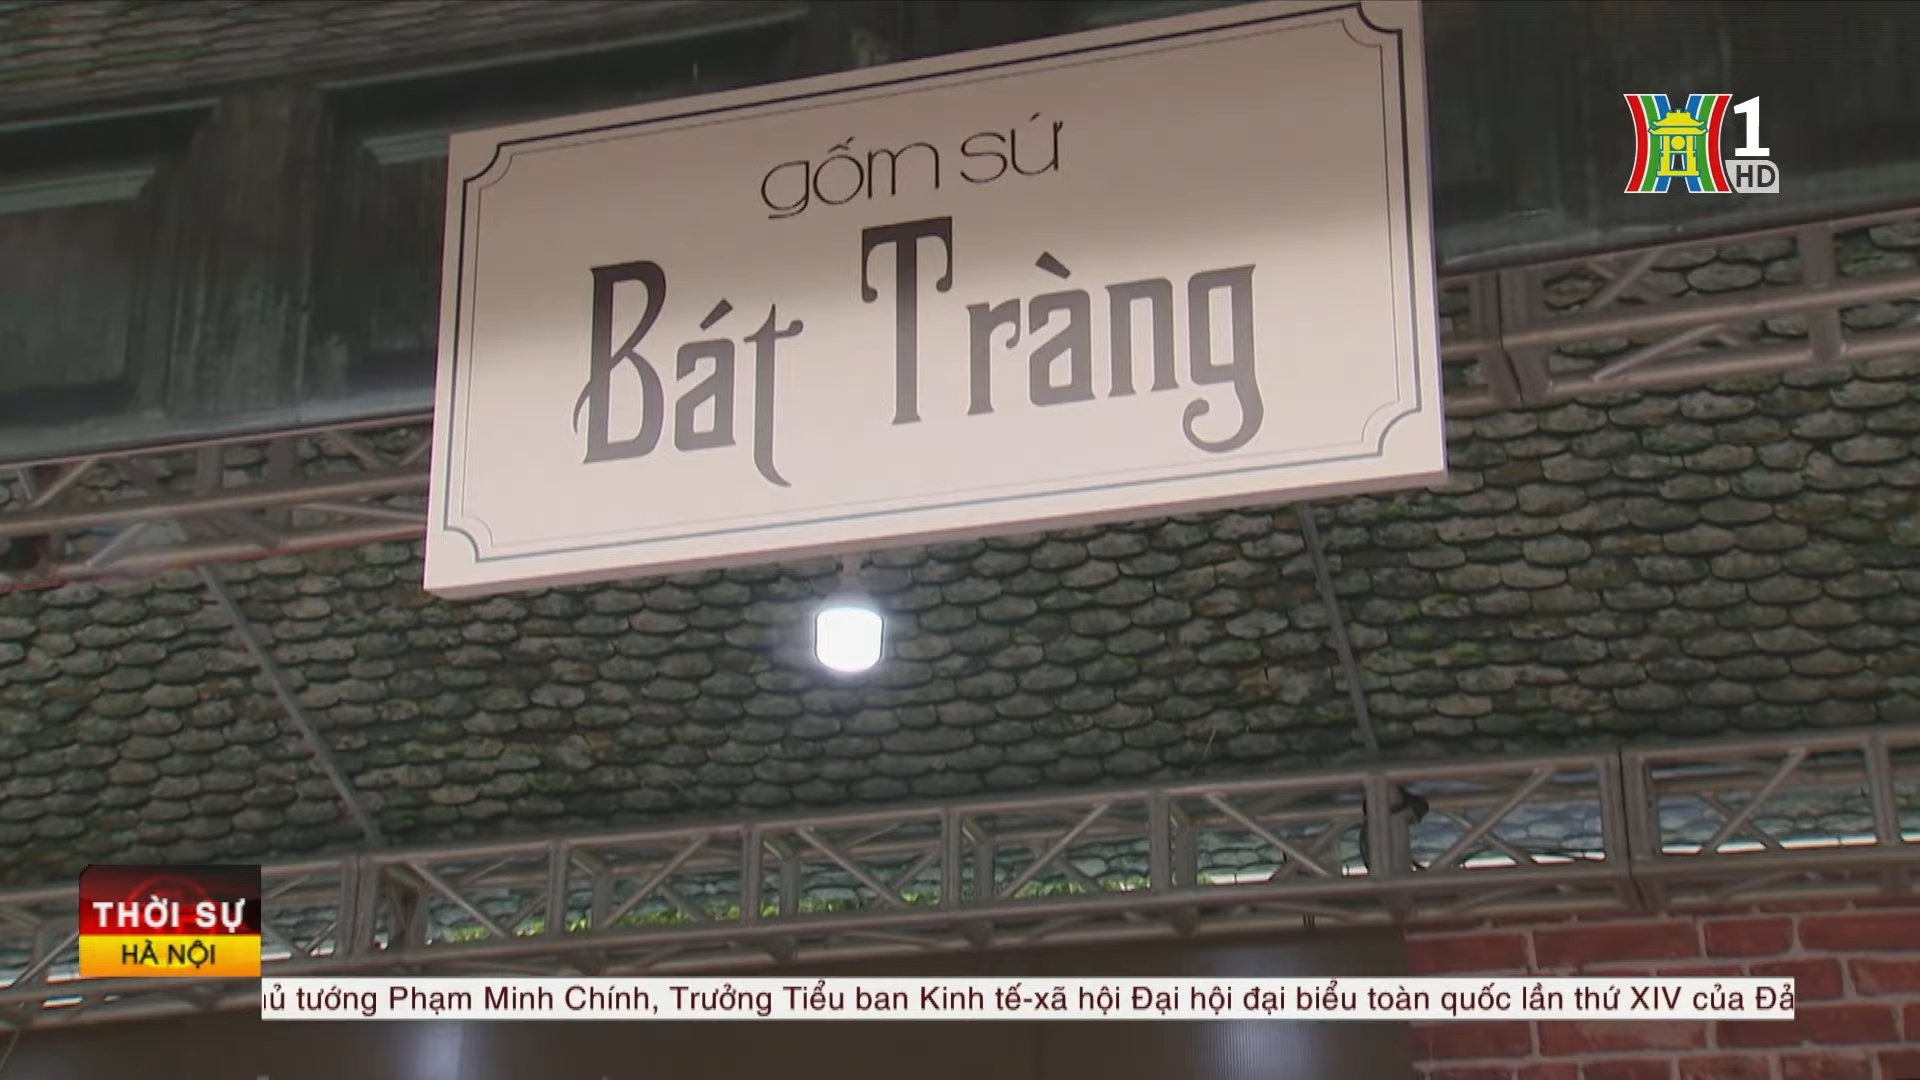 gốm sứ
Bát Tràng
1
HD
THỜI SỰ
HÀ NỘI
tướng Phạm Minh Chính, Trưởng Tiểu ban Kinh tế-xã hội Đại hội đại biểu toàn quốc lần thứ XIV của